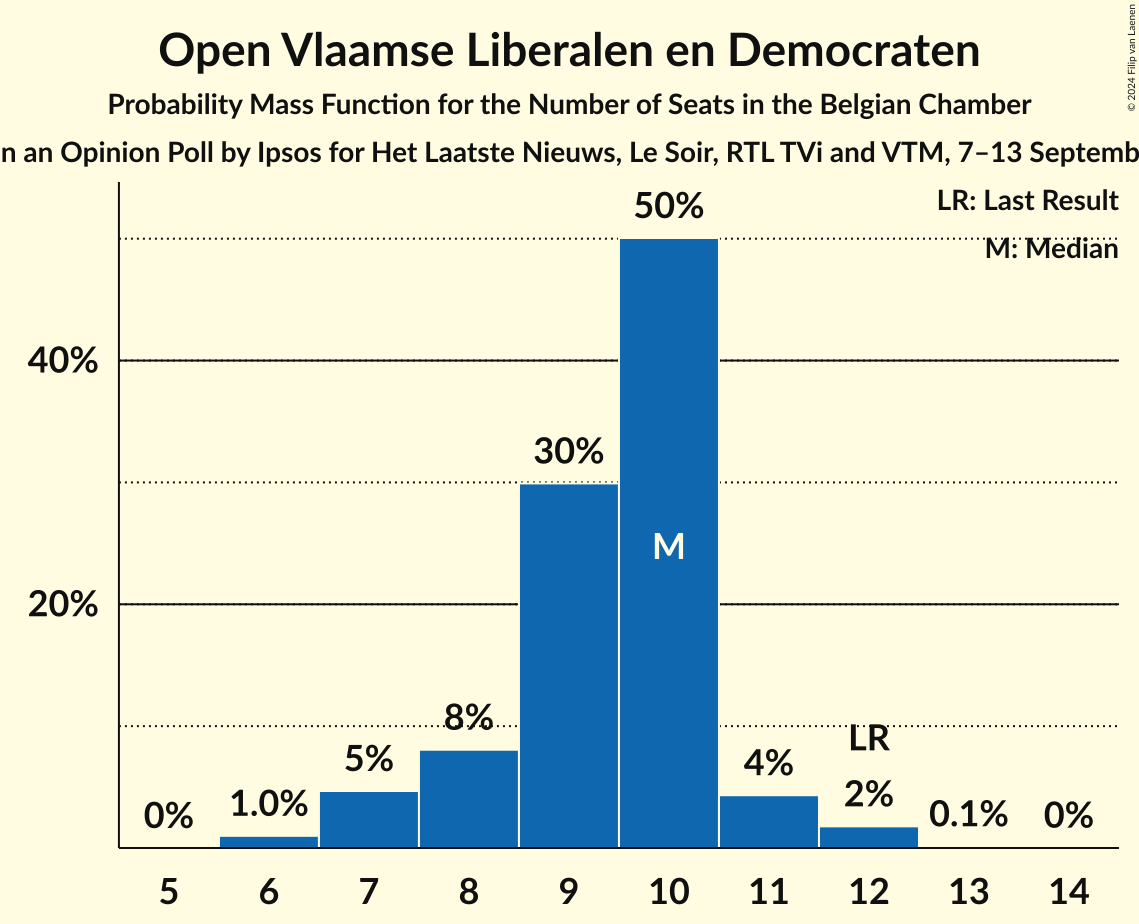 Open Vlaamse Liberalen en Democraten
Probability Mass Function for the Number of Seats in the Belgian Chamber
n an Opinion Poll by Ipsos for Het Laatste Nieuws, Le Soir, RTL TVi and VTM, 7–13 Septemb
© 2024 Filip van Laenen
LR: Last Result
M: Median
50%
40%
30%
M
20%
8%
5%
LR
4%
2%
1.0%
0%
0.1%
0%
5 6 7 8 9 10 11 12 13 14